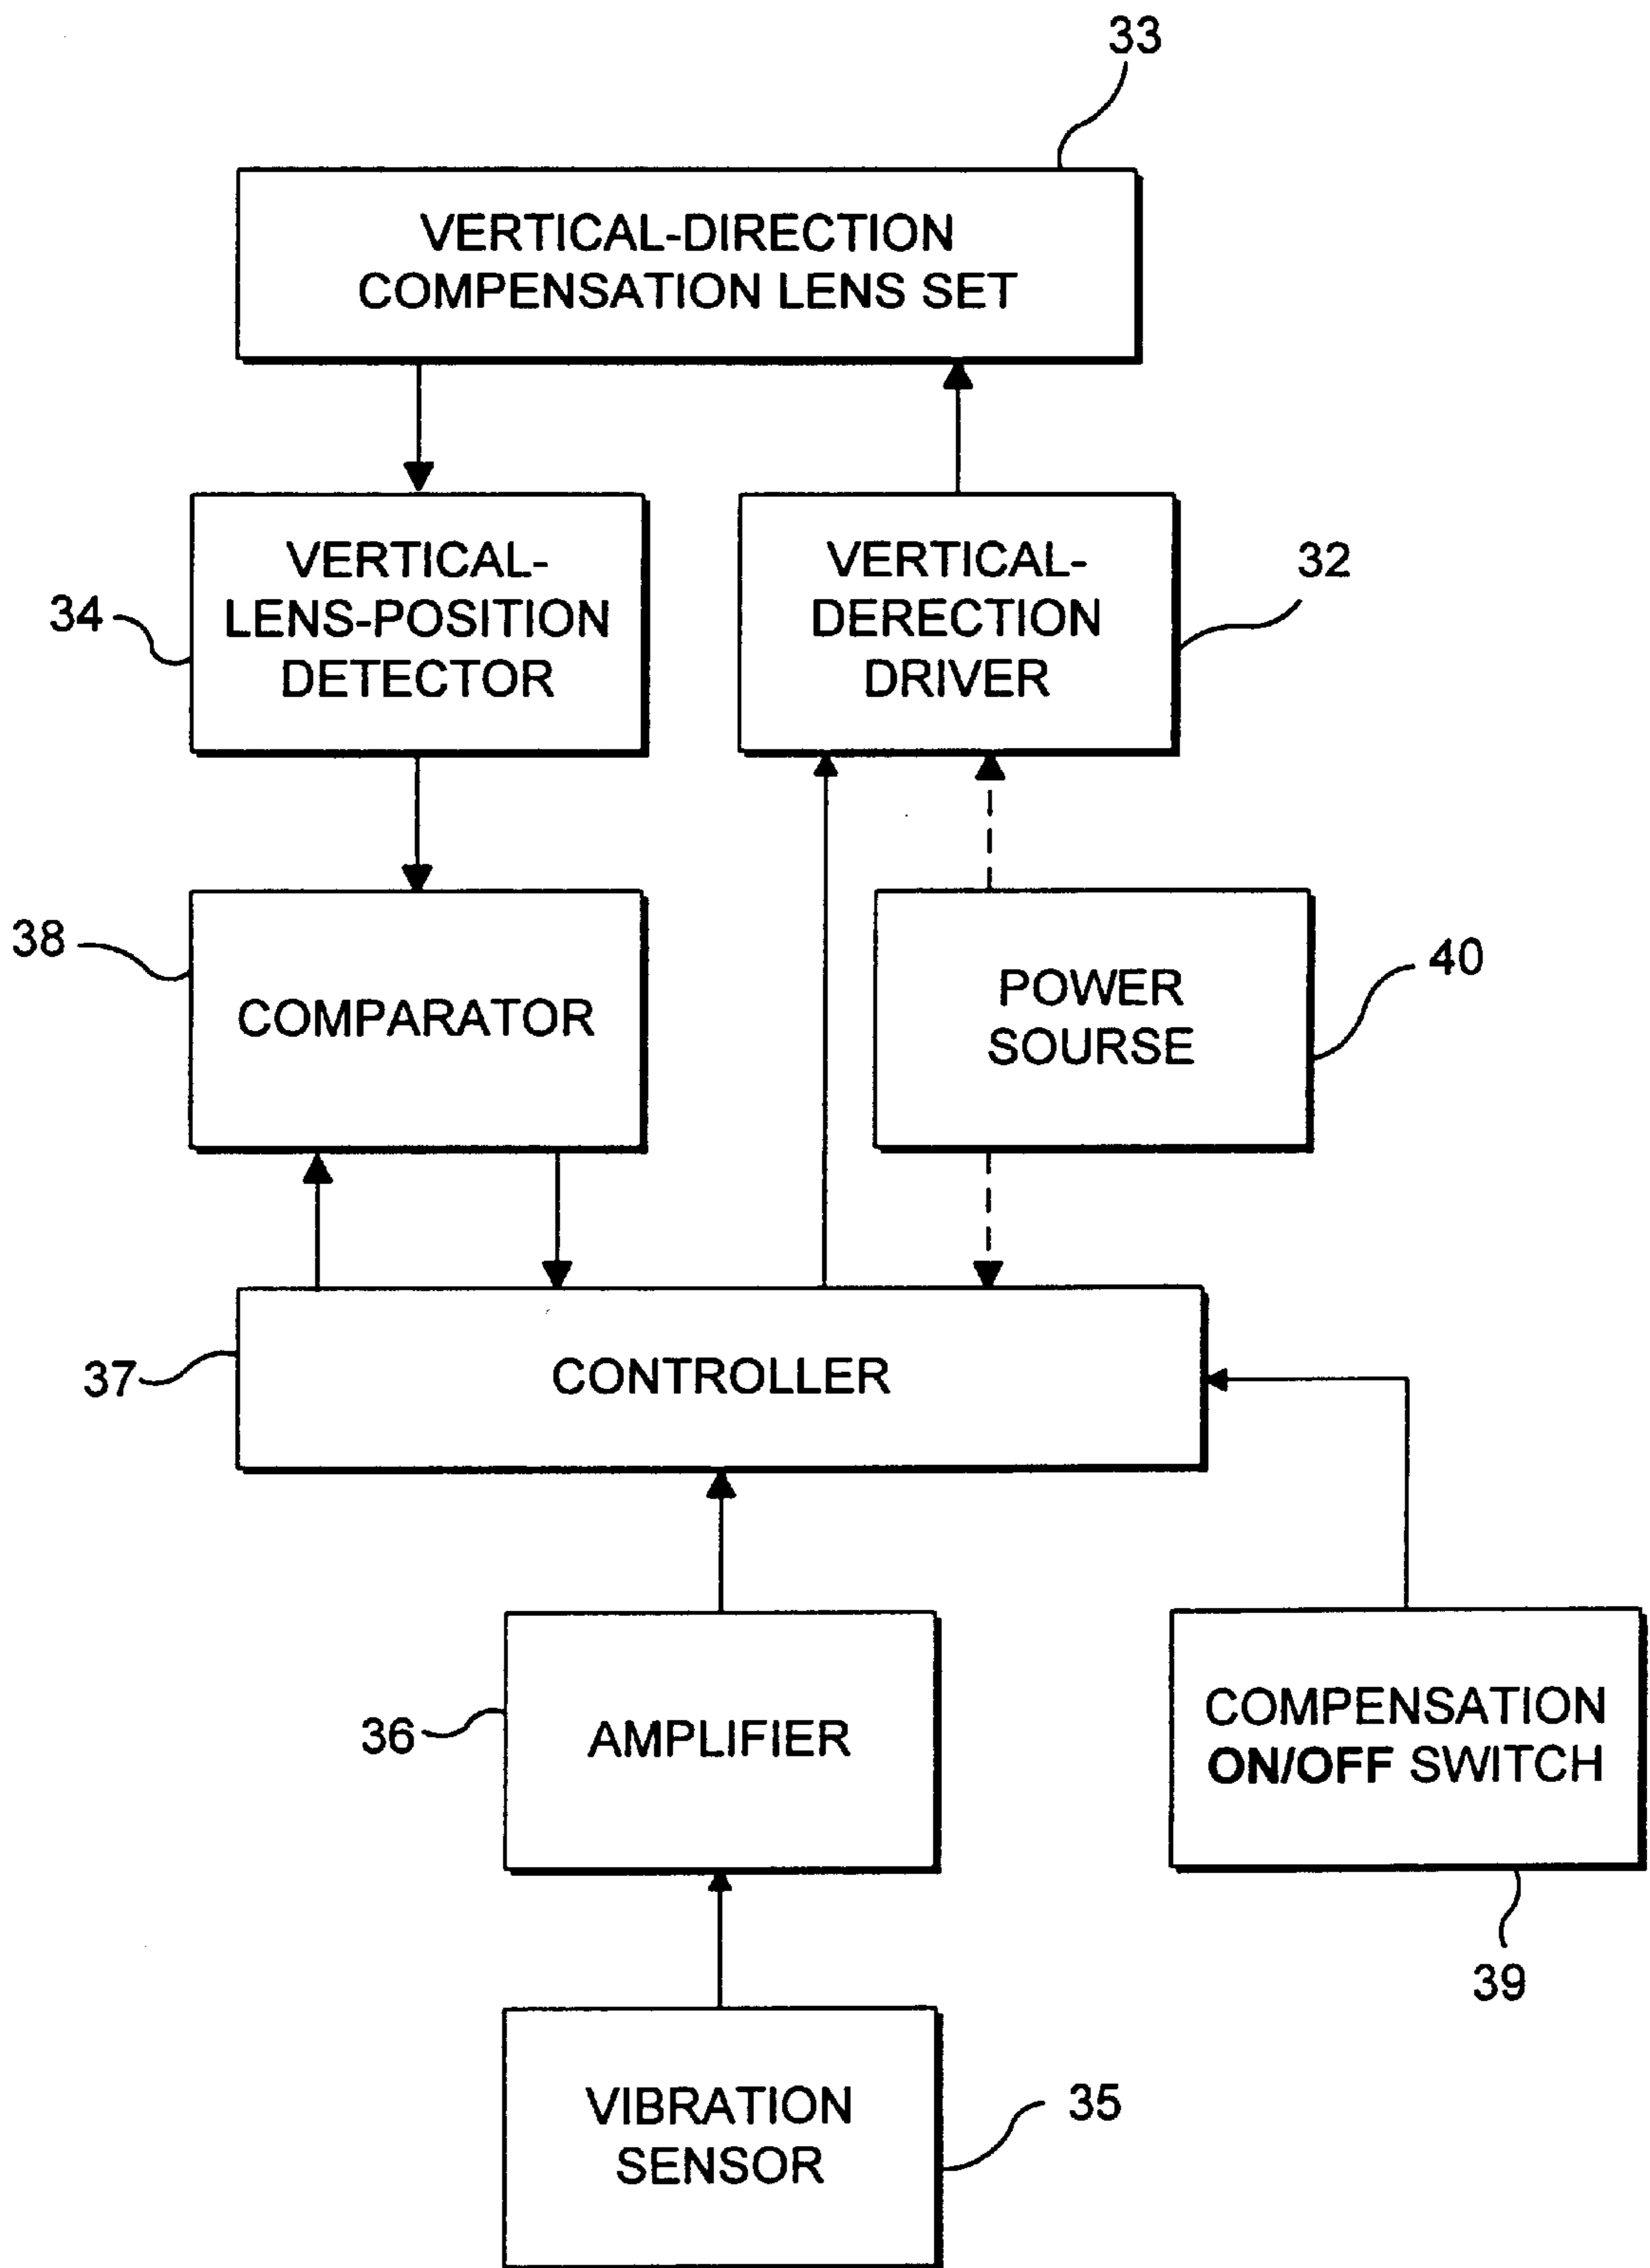 33
VERTICAL-DIRECTION
COMPENSATION LENS SET
34
VERTICAL-
LENS-POSITION
DETECTOR
VERTICAL-
DERECTION
DRIVER
32
38
COMPARATOR
POWER
SOURSE
40
37
CONTROLLER
36
AMPLIFIER
COMPENSATION
ON/OFF SWITCH
39
VIBRATION
SENSOR
35